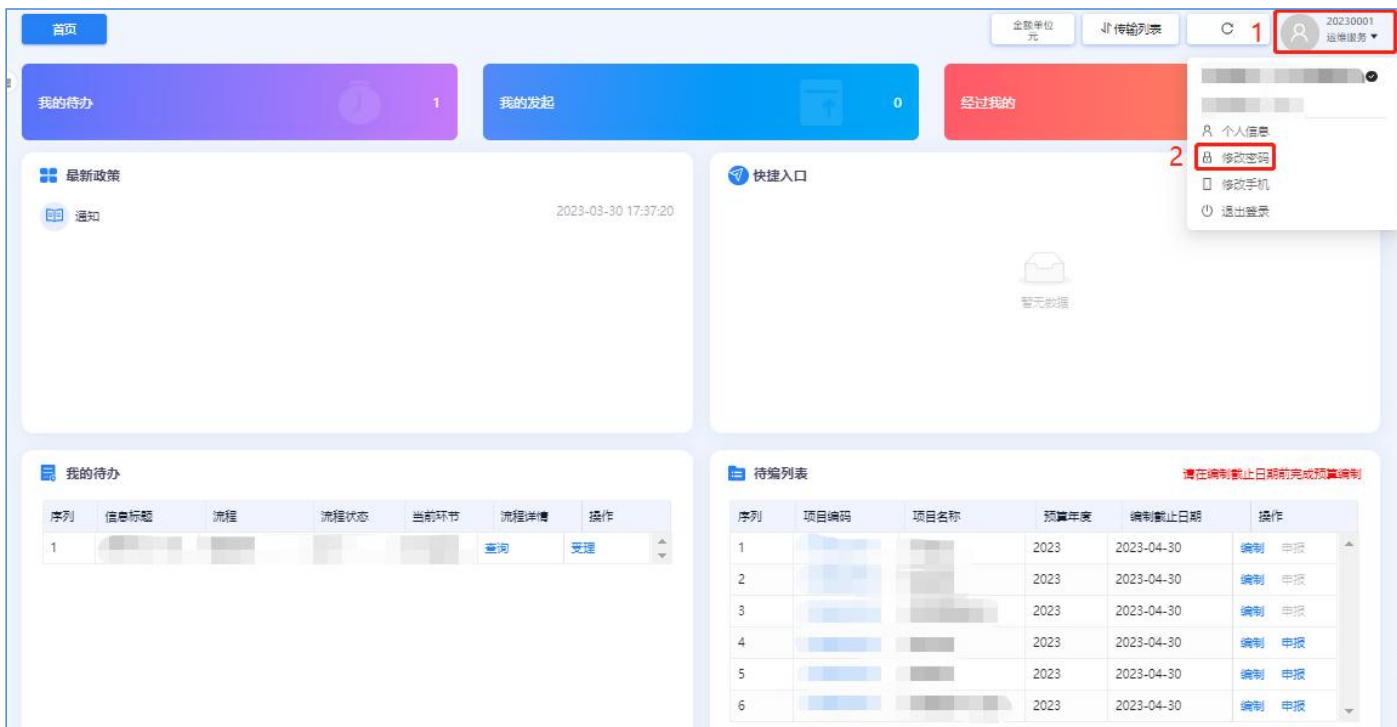 首页
金额单位
元
传输列表
1
20230001
运维服务
我的待办 1
我的发起 0
经过我的
个人信息
2 修改密码
修改手机
退出登录
最新政策
通知 2023-03-30 17:37:20
快捷入口
暂无数据
我的待办
序列 信息标题 流程 流程状态 当前环节 流程详情 操作
1 查询 受理
待编列表 请在编制截止日期前完成预算编制
序列 项目编码 项目名称 预算年度 编制截止日期 操作
1 2023 2023-04-30 编制 申报
2 2023 2023-04-30 编制 申报
3 2023 2023-04-30 编制 申报
4 2023 2023-04-30 编制 申报
5 2023 2023-04-30 编制 申报
6 2023 2023-04-30 编制 申报